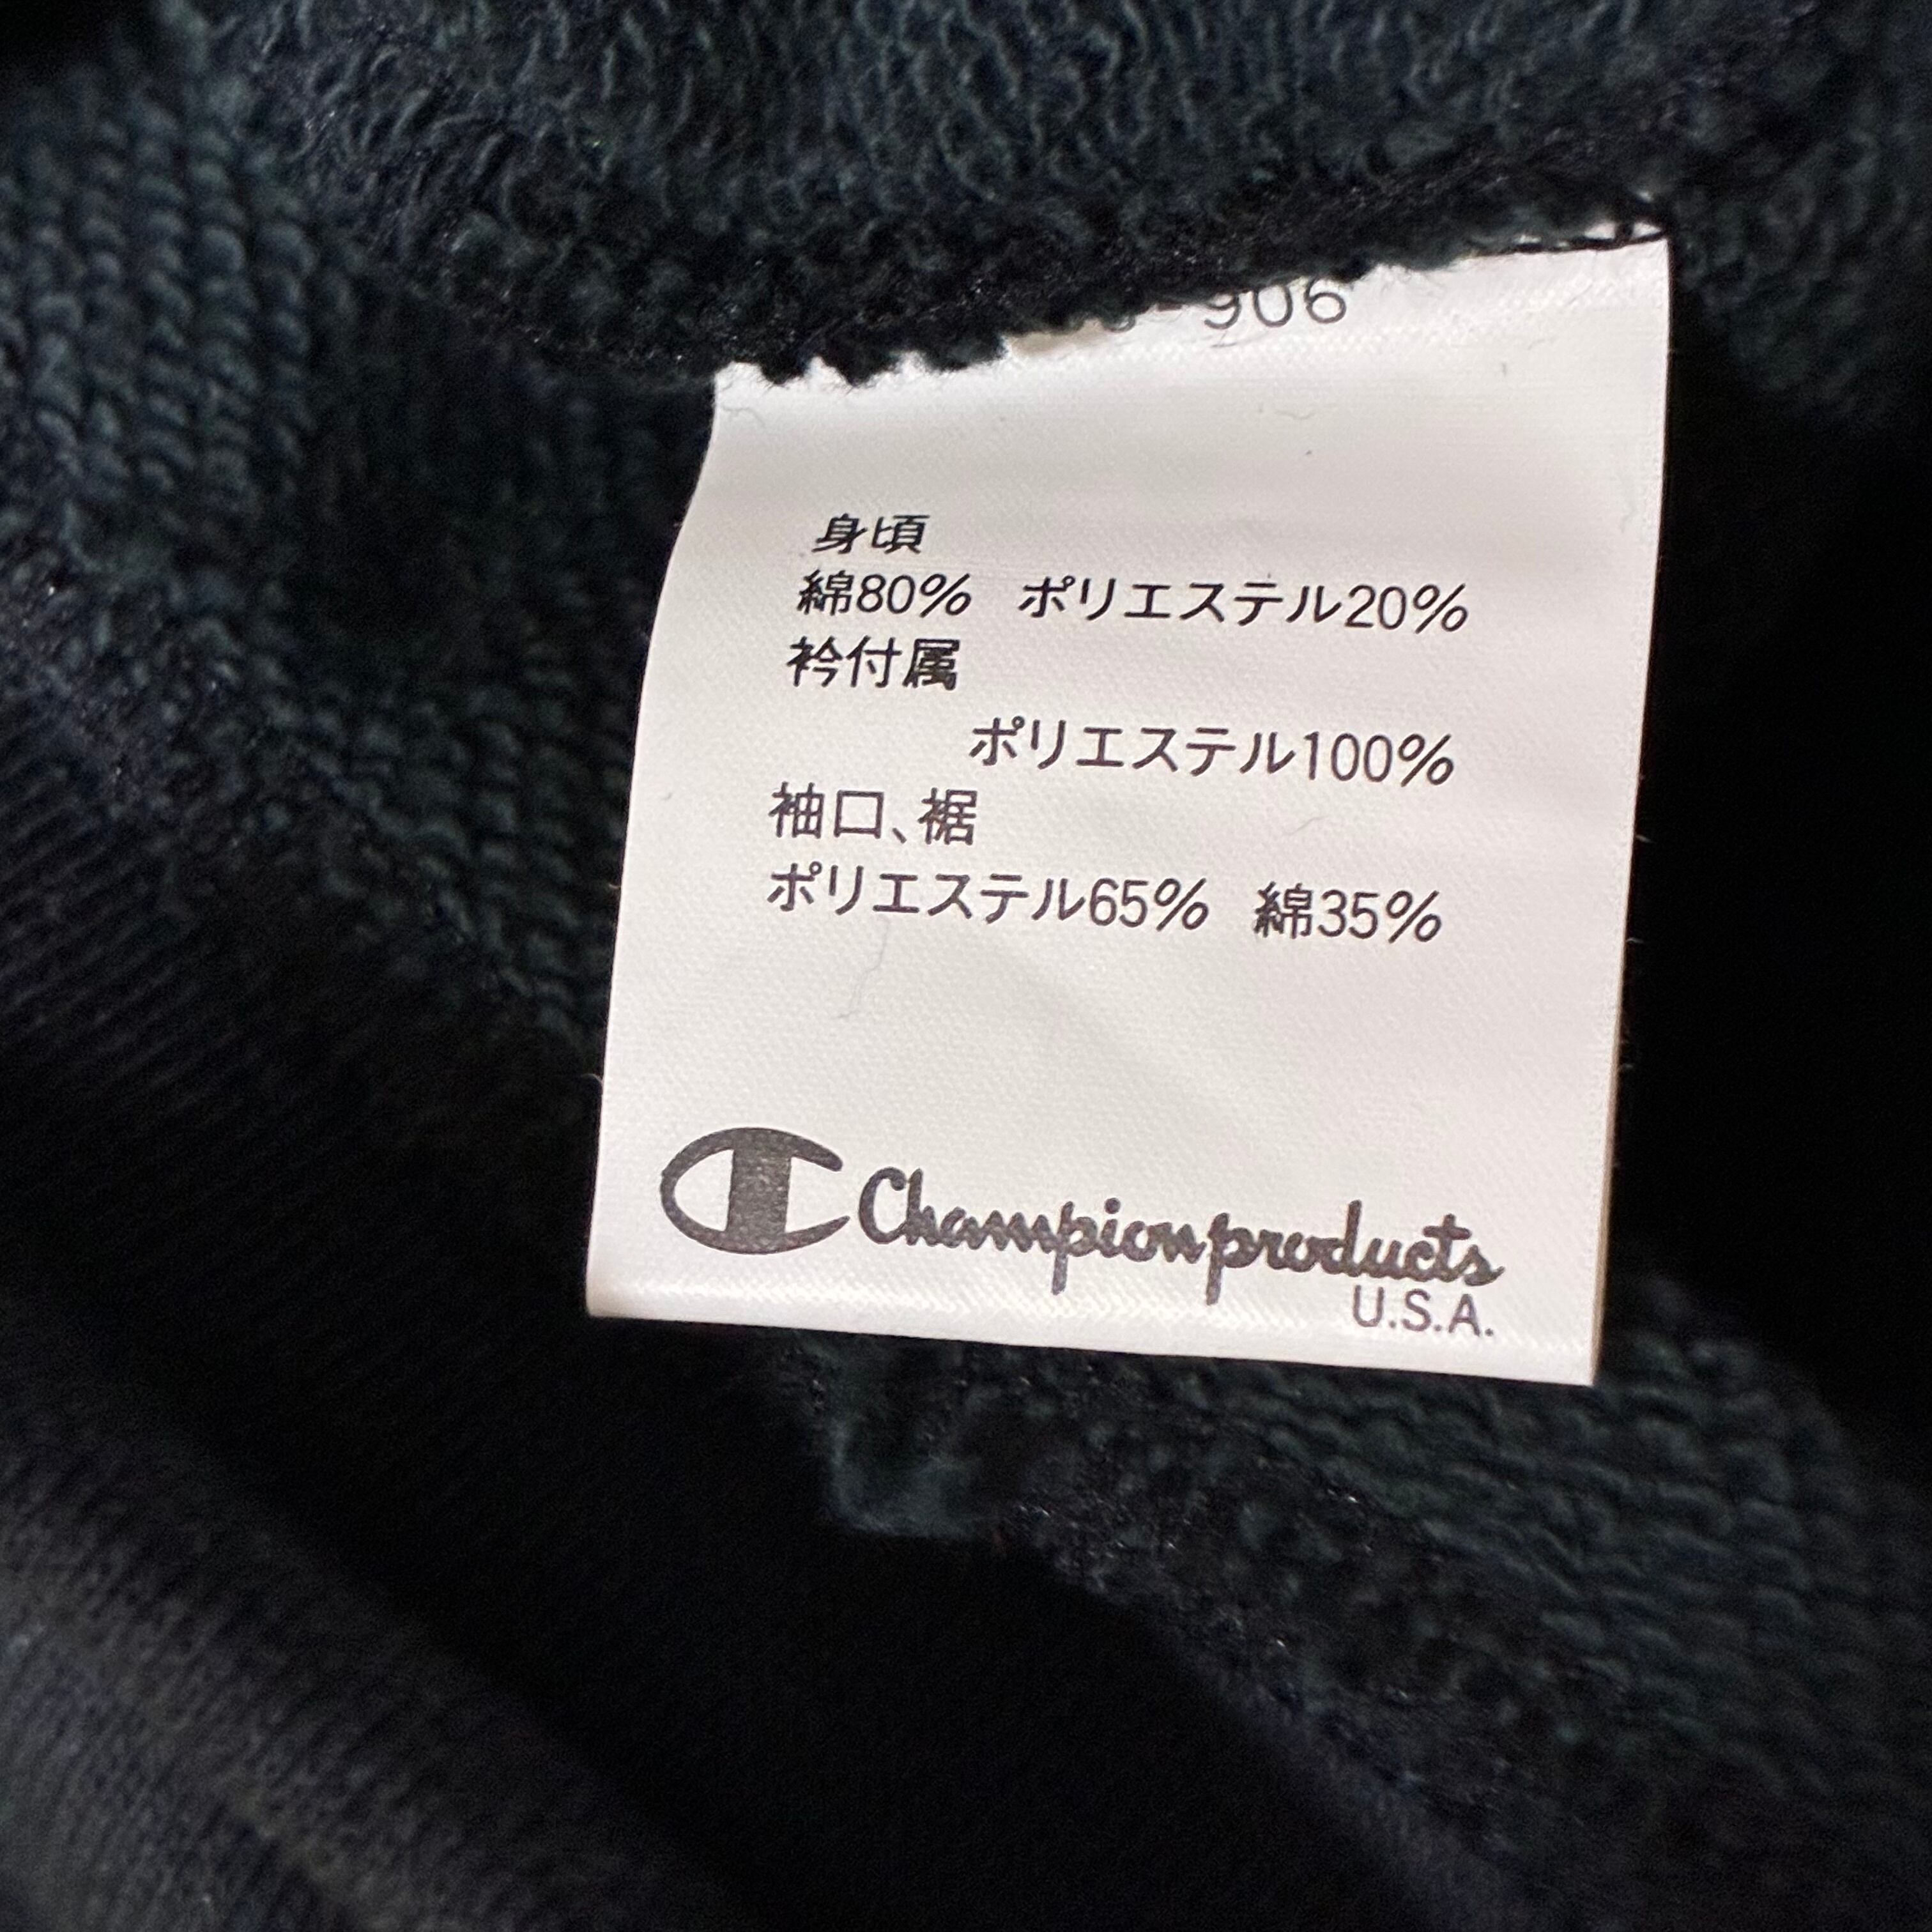 906
身頃
綿80% ポリエステル20%
衿付属
ポリエステル100%
袖口、裾
ポリエステル65% 綿35%
Champion products
U.S.A.